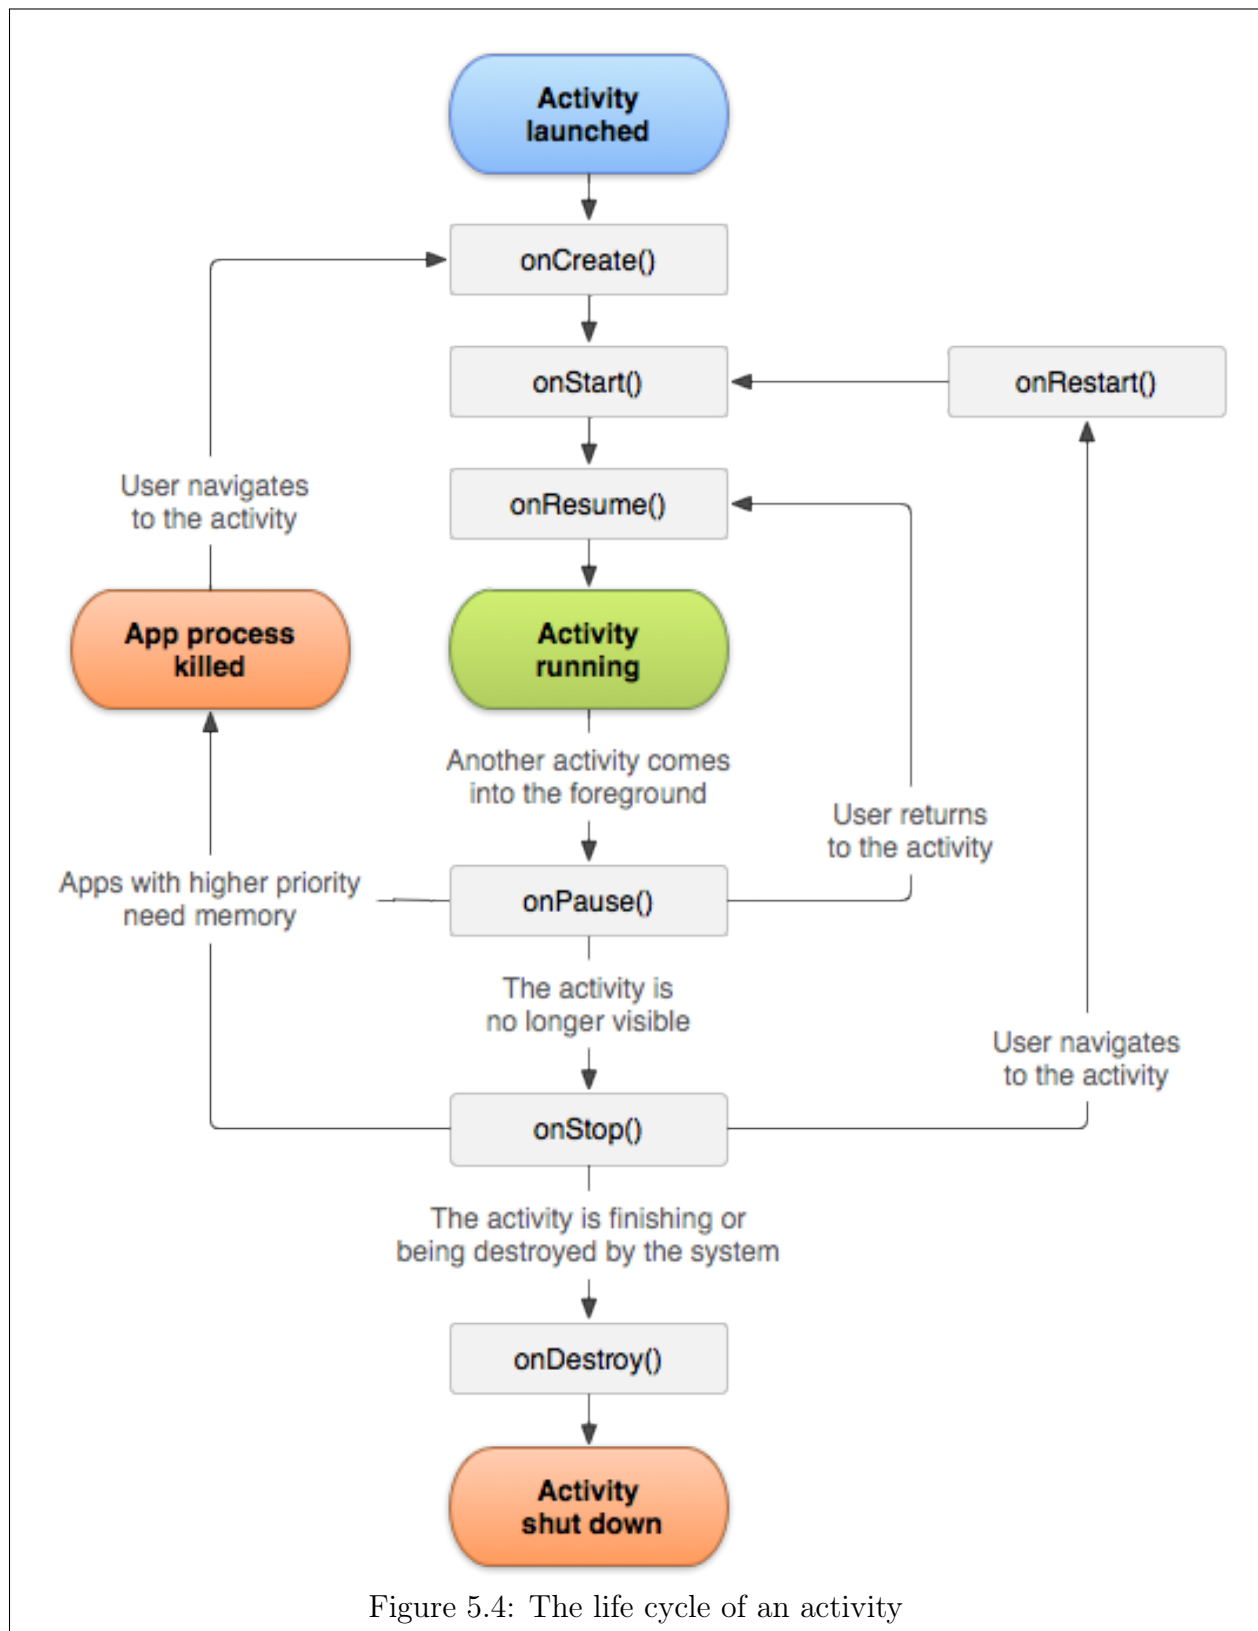 Activity
launched
onCreate()
onStart()
onRestart()
User navigates
to the activity
onResume()
App process
killed
Activity
running
Another activity comes
into the foreground
User returns
to the activity
Apps with higher priority
need memory
onPause()
The activity is
no longer visible
User navigates
to the activity
onStop()
The activity is finishing or
being destroyed by the system
onDestroy()
Activity
shut down
Figure 5.4: The life cycle of an activity